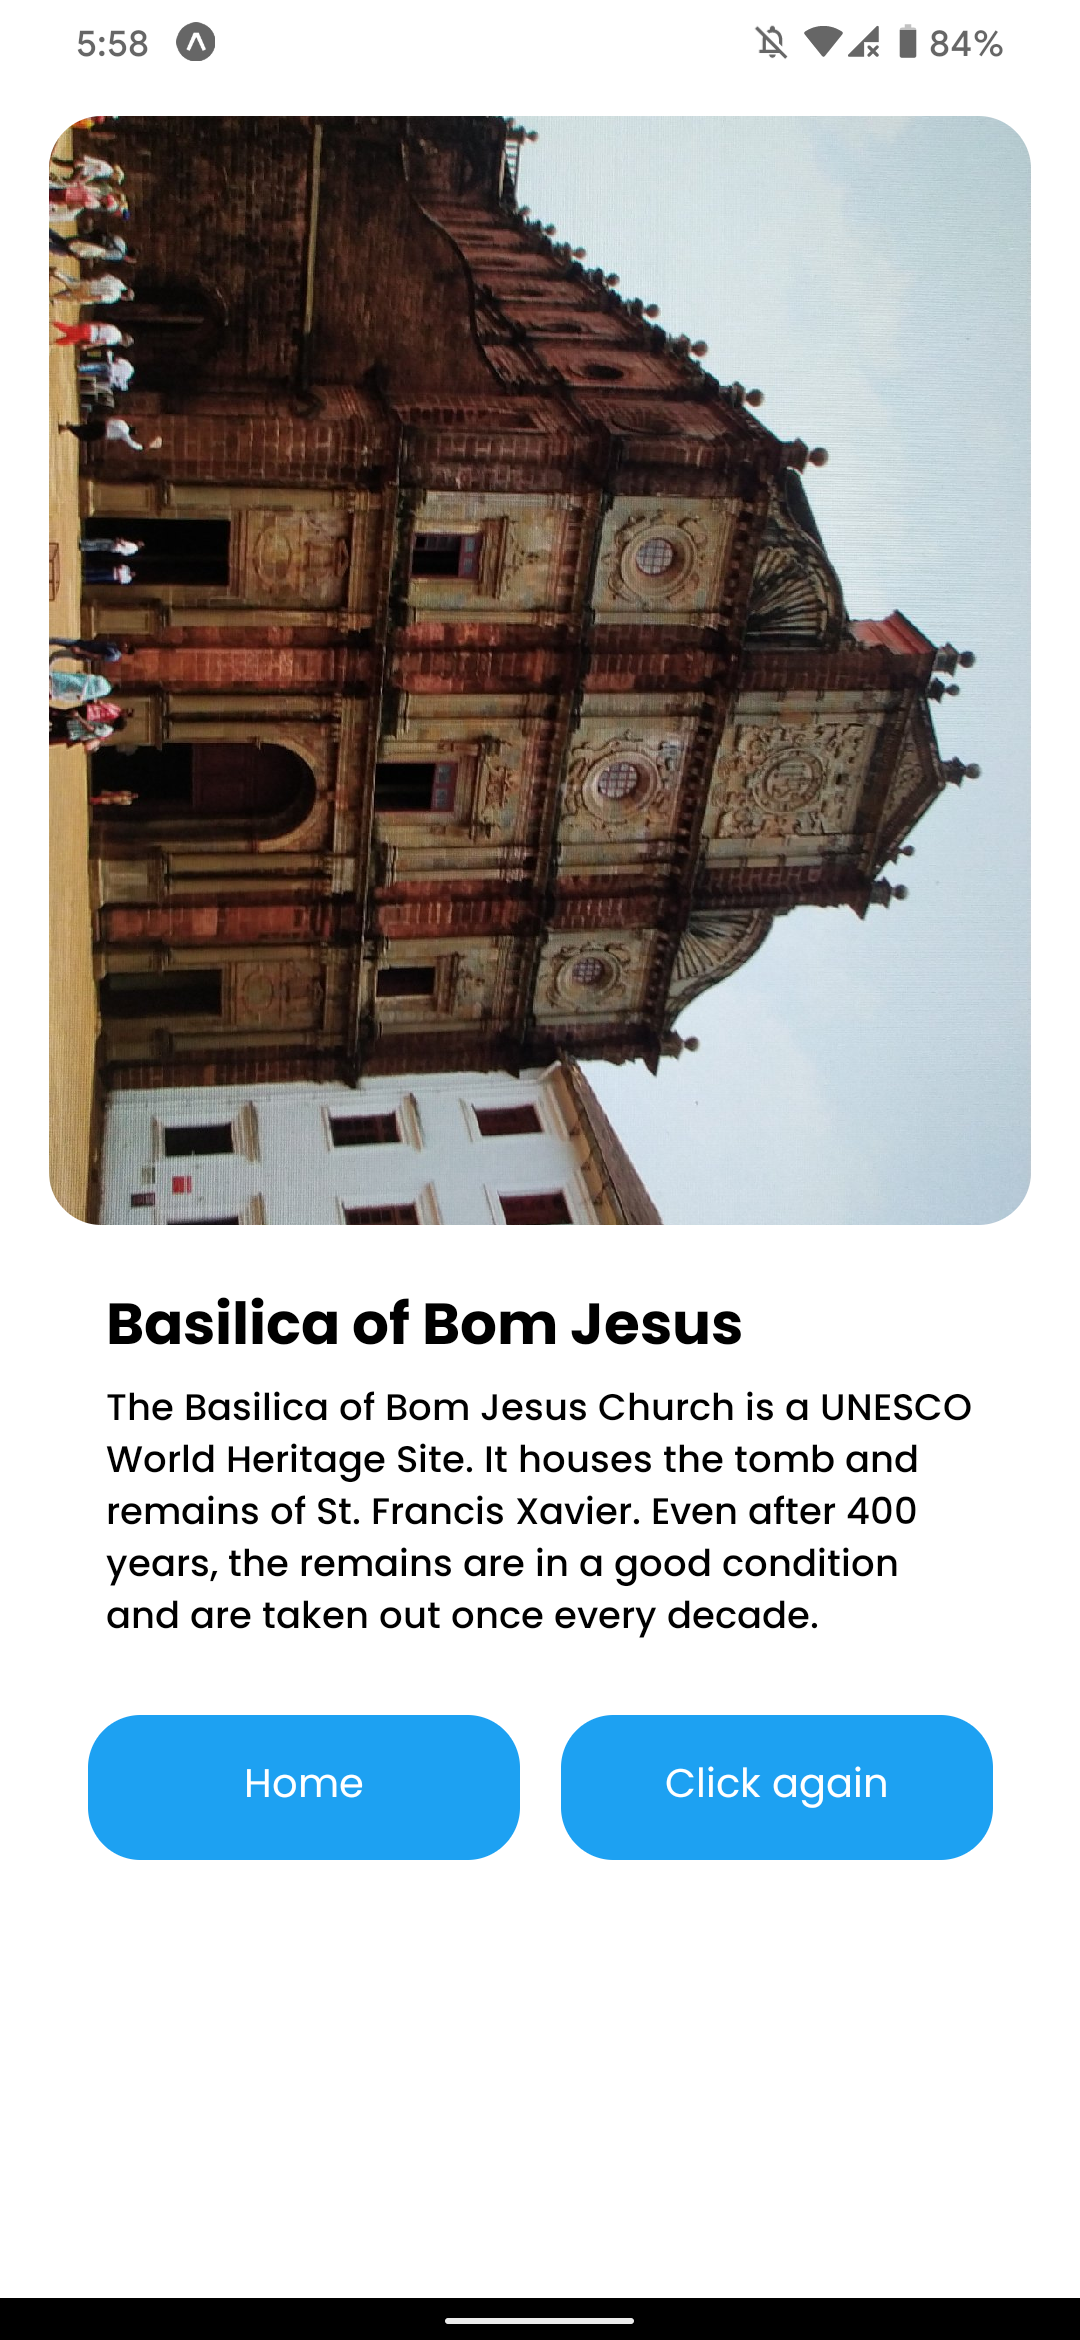 5:58 84%
Basilica of Bom Jesus
The Basilica of Bom Jesus Church is a UNESCO
World Heritage Site. It houses the tomb and
remains of St. Francis Xavier. Even after 400
years, the remains are in a good condition
and are taken out once every decade.
Home Click again